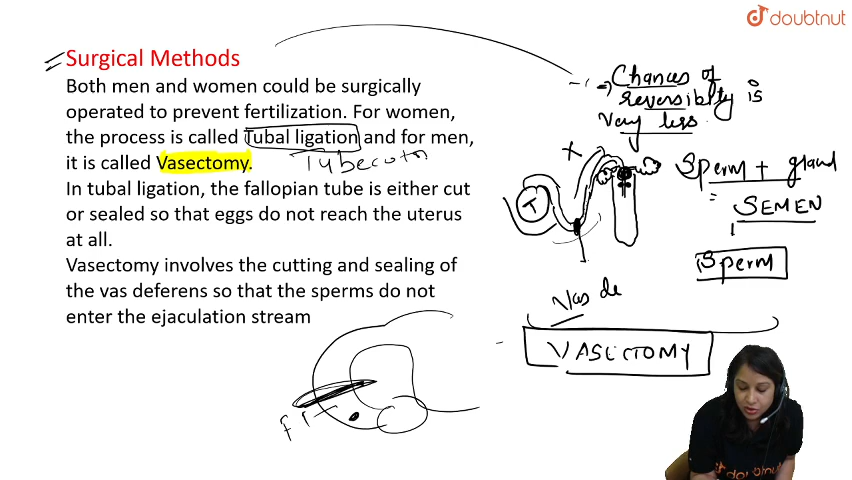 doubtnut
Surgical Methods
Both men and women could be surgically
operated to prevent fertilization. For women,
the process is called Tubal ligation and for men,
it is called Vasectomy.
Tubectom
In tubal ligation, the fallopian tube is either cut
or sealed so that eggs do not reach the uterus
at all.
Vasectomy involves the cutting and sealing of
the vas deferens so that the sperms do not
enter the ejaculation stream
Chances of
reversiblty is
Very less.
X
T
Sperm + gland
= SEMEN
Sperm
Vas de
VASECTOMY
FT
doubtnut